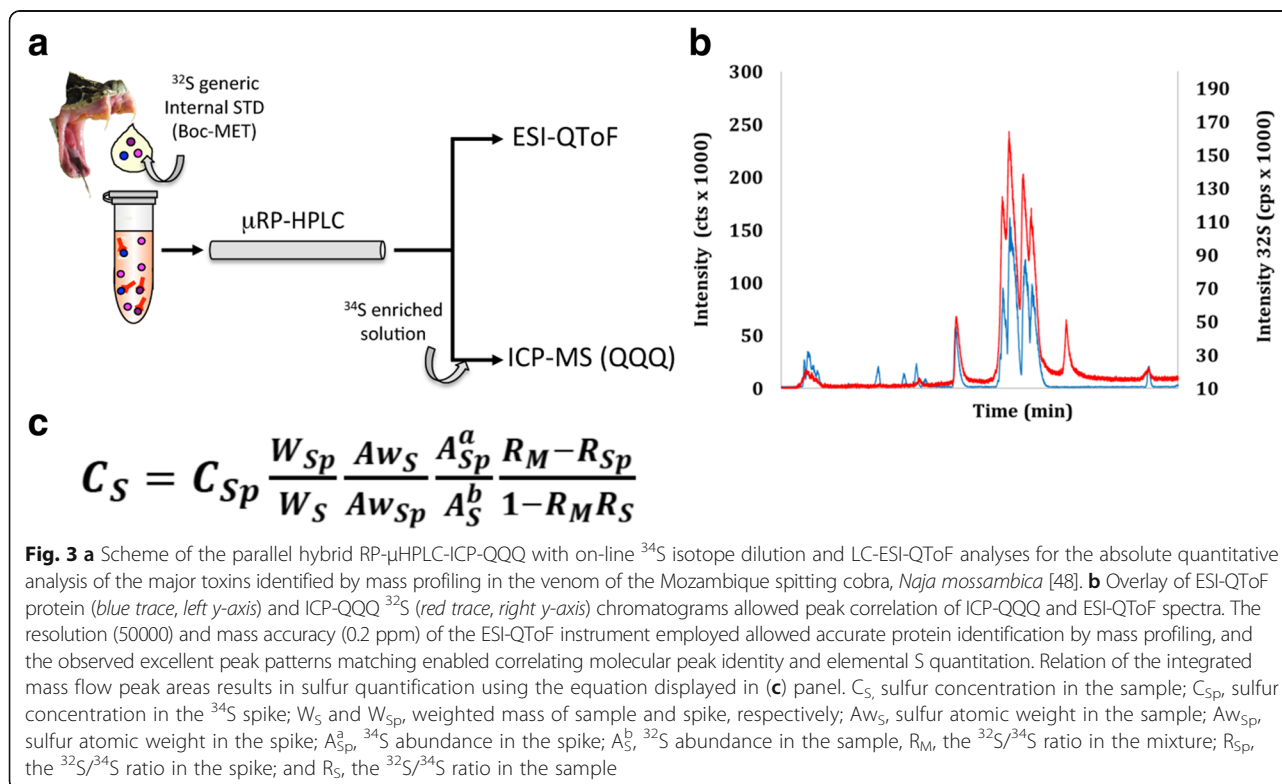 a
³²S generic
Internal STD
(Boc-MET)
µRP-HPLC
³⁴S enriched
solution
ESI-QToF
ICP-MS (QQQ)
b
Intensity (cts x 1000)
300
250
200
150
100
50
0
190
170
150
130
110
90
70
50
30
10
Intensity 32S (cps x 1000)
Time (min)
c
C_S = C_Sp W_Sp/W_S Aw_S/Aw_Sp A^a_Sp/A^b_S R_M−R_Sp/1−R_M R_S
Fig. 3 a Scheme of the parallel hybrid RP-µHPLC-ICP-QQQ with on-line ³⁴S isotope dilution and LC-ESI-QToF analyses for the absolute quantitative
analysis of the major toxins identified by mass profiling in the venom of the Mozambique spitting cobra, Naja mossambica [48]. b Overlay of ESI-QToF
protein (blue trace, left y-axis) and ICP-QQQ ³²S (red trace, right y-axis) chromatograms allowed peak correlation of ICP-QQQ and ESI-QToF spectra. The
resolution (50000) and mass accuracy (0.2 ppm) of the ESI-QToF instrument employed allowed accurate protein identification by mass profiling, and
the observed excellent peak patterns matching enabled correlating molecular peak identity and elemental S quantitation. Relation of the integrated
mass flow peak areas results in sulfur quantification using the equation displayed in (c) panel. C_S, sulfur concentration in the sample; C_Sp, sulfur
concentration in the ³⁴S spike; W_S and W_Sp, weighted mass of sample and spike, respectively; Aw_S, sulfur atomic weight in the sample; Aw_Sp,
sulfur atomic weight in the spike; A^a_Sp, ³⁴S abundance in the spike; A^b_S, ³²S abundance in the sample, R_M, the ³²S/³⁴S ratio in the mixture; R_Sp,
the ³²S/³⁴S ratio in the spike; and R_S, the ³²S/³⁴S ratio in the sample